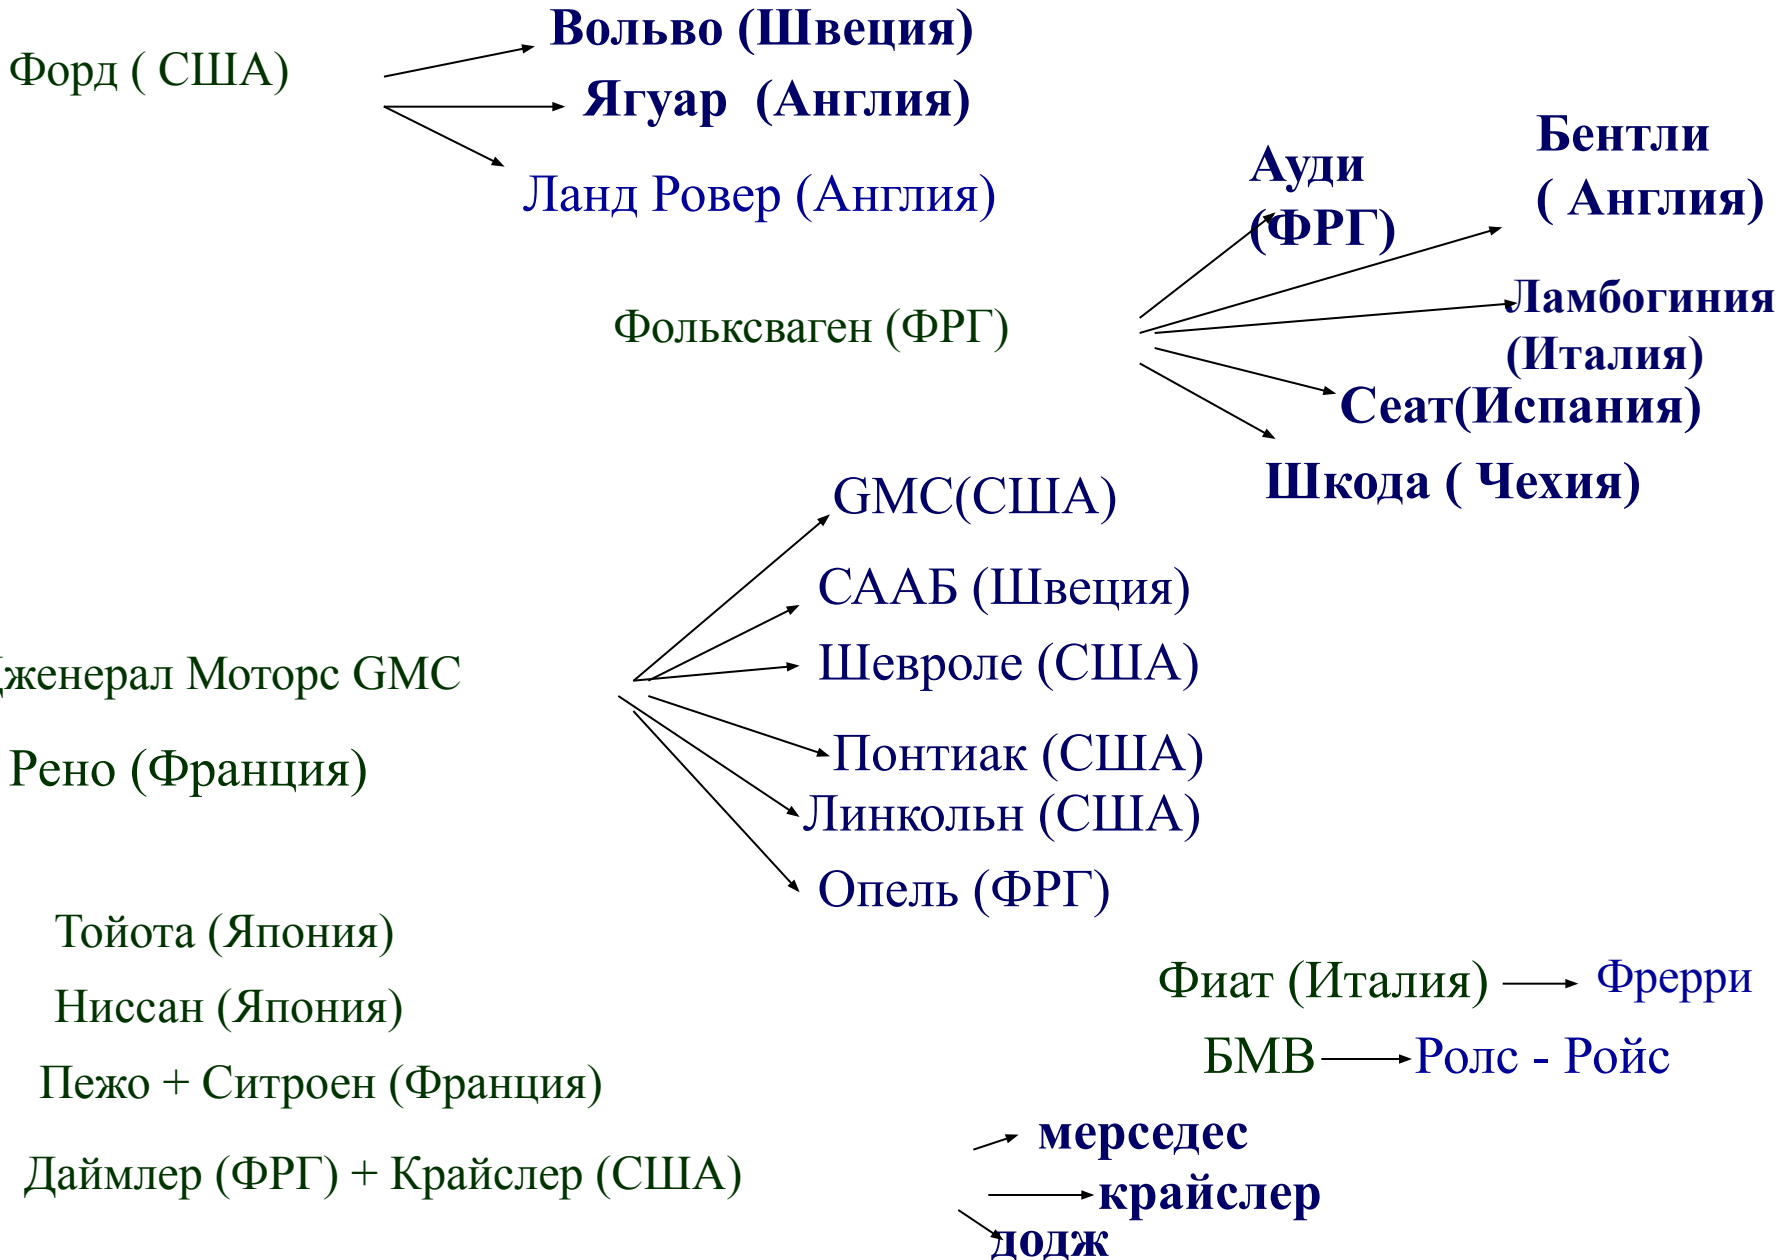 Форд ( США)
Вольво (Швеция)
Ягуар (Англия)
Ланд Ровер (Англия)
Фольксваген (ФРГ)
Ауди
(ФРГ)
Бентли
( Англия)
Ламбогиния
(Италия)
Сеат(Испания)
Шкода ( Чехия)
Дженерал Моторс GMC
GMC(США)
СААБ (Швеция)
Шевроле (США)
Понтиак (США)
Линкольн (США)
Опель (ФРГ)
Рено (Франция)
Тойота (Япония)
Ниссан (Япония)
Пежо + Ситроен (Франция)
Фиат (Италия)
Фрерри
БМВ
Ролс - Ройс
Даймлер (ФРГ) + Крайслер (США)
мерседес
крайслер
додж